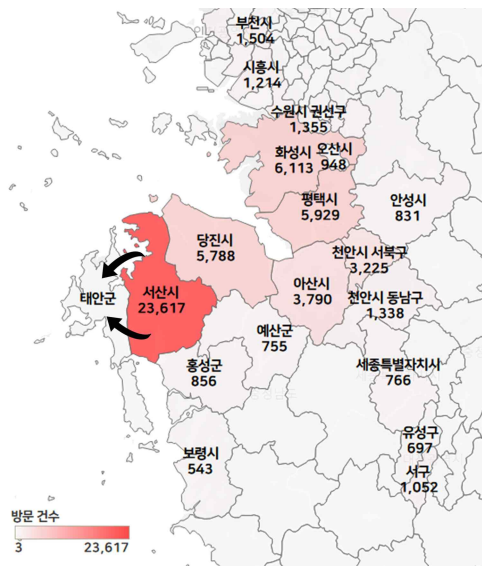 부천시
1,504
시흥시
1,214
수원시 권선구
1,355
화성시
6,113
오산시
948
평택시
5,929
안성시
831
당진시
5,788
천안시 서북구
3,225
아산시
3,790
천안시 동남구
1,338
태안군
서산시
23,617
예산군
755
홍성군
856
세종특별자치시
766
유성구
697
보령시
543
서구
1,052
방문 건수
3
23,617